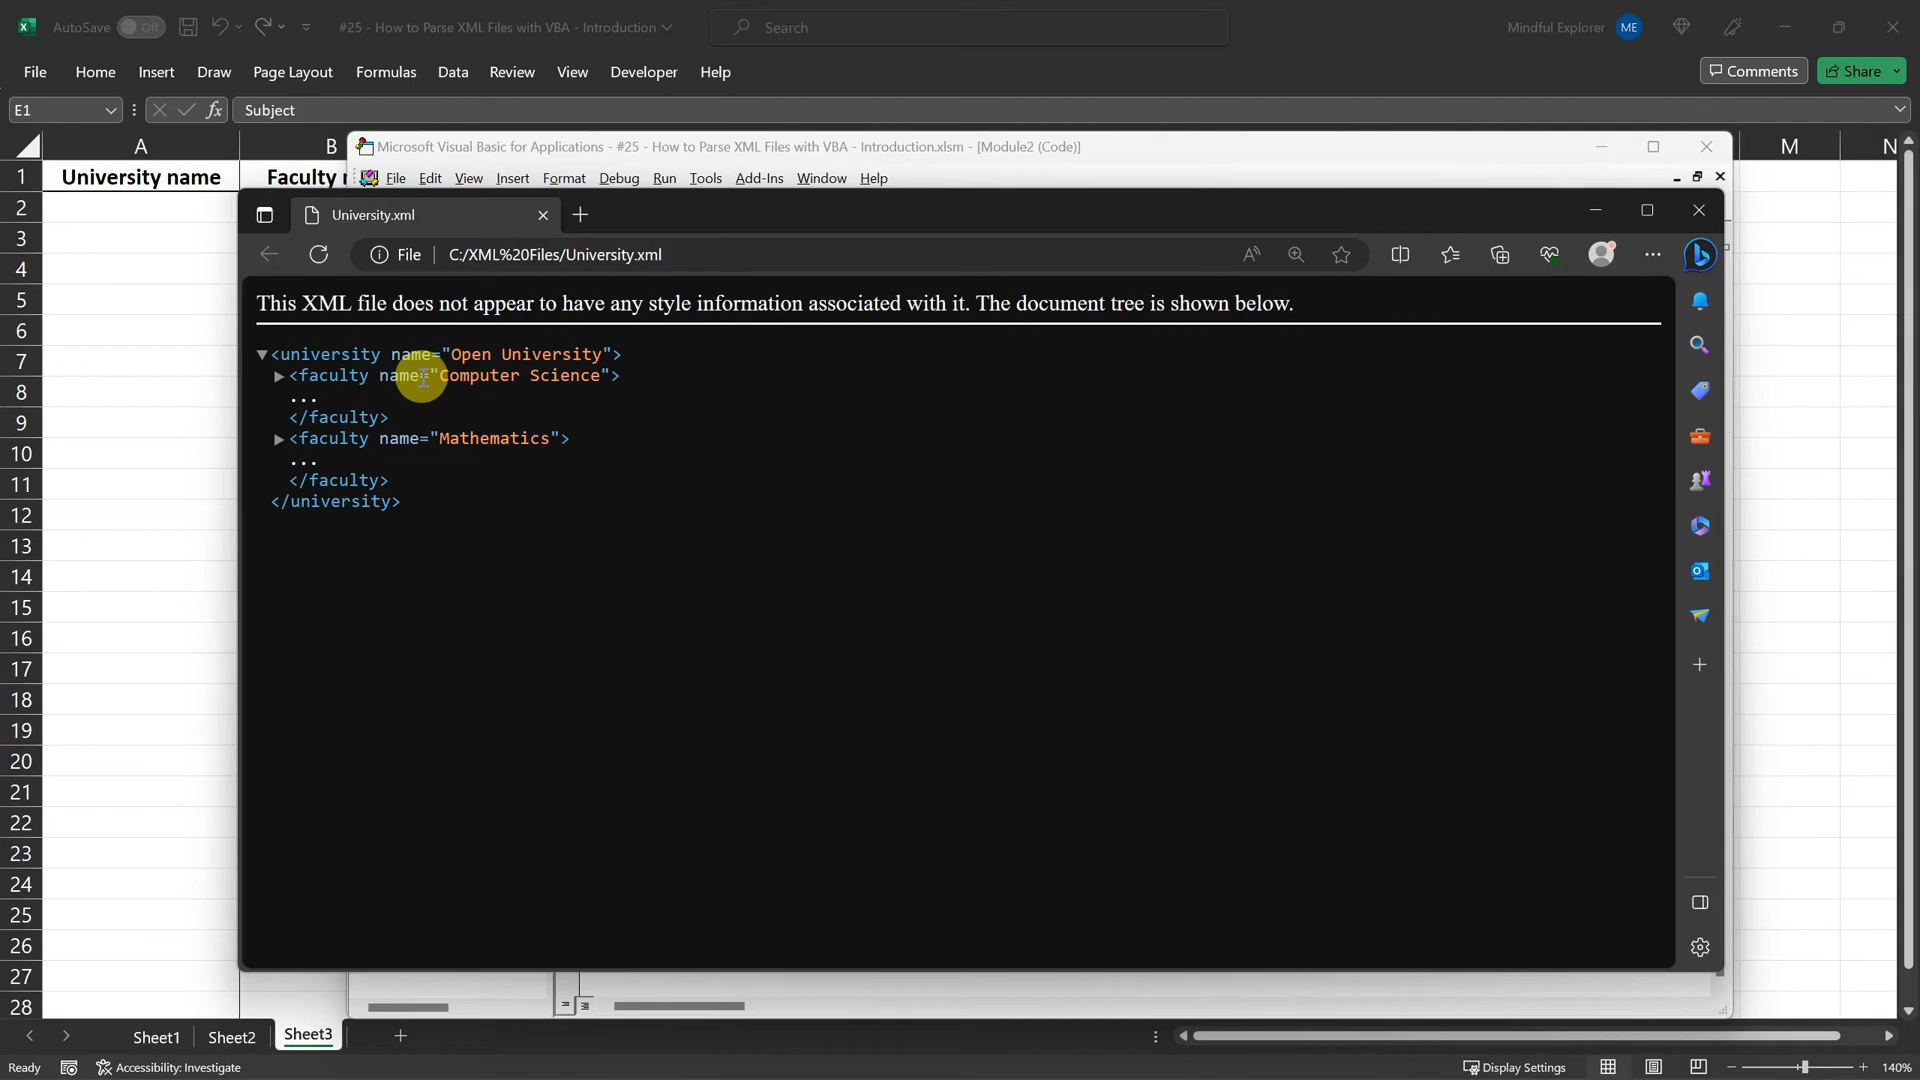 AutoSave Off #25 - How to Parse XML Files with VBA - Introduction Search Mindful Explorer ME
File Home Insert Draw Page Layout Formulas Data Review View Developer Help Comments Share
E1 fx Subject
A B M N
1 University name Faculty
Microsoft Visual Basic for Applications - #25 - How to Parse XML Files with VBA - Introduction.xlsm - [Module2 (Code)]
File Edit View Insert Format Debug Run Tools Add-Ins Window Help
University.xml
File C:/XML%20Files/University.xml
This XML file does not appear to have any style information associated with it. The document tree is shown below.
<university name="Open University">
<faculty name="Computer Science">
...
</faculty>
<faculty name="Mathematics">
...
</faculty>
</university>
2
3
4
5
6
7
8
9
10
11
12
13
14
15
16
17
18
19
20
21
22
23
24
25
26
27
28
Sheet1 Sheet2 Sheet3
Ready Accessibility: Investigate Display Settings 140%